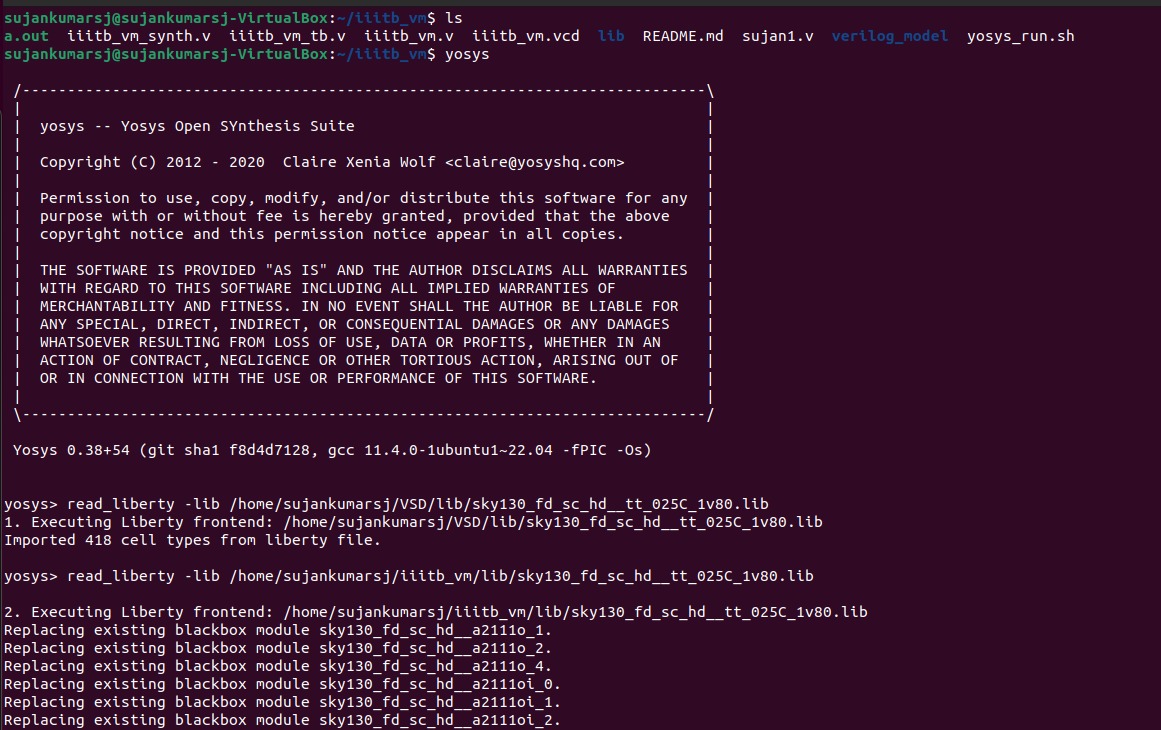 sujankumarsj@sujankumarsj-VirtualBox:~/iiitb_vm$ ls
a.out  iiitb_vm_synth.v  iiitb_vm_tb.v  iiitb_vm.v  iiitb_vm.vcd  lib  README.md  sujan1.v  verilog_model  yosys_run.sh
sujankumarsj@sujankumarsj-VirtualBox:~/iiitb_vm$ yosys
/----------------------------------------------------------------------------\
|                                                                            |
|  yosys -- Yosys Open SYnthesis Suite                                       |
|                                                                            |
|  Copyright (C) 2012 - 2020  Claire Xenia Wolf <claire@yosyshq.com>         |
|                                                                            |
|  Permission to use, copy, modify, and/or distribute this software for any  |
|  purpose with or without fee is hereby granted, provided that the above    |
|  copyright notice and this permission notice appear in all copies.         |
|                                                                            |
|  THE SOFTWARE IS PROVIDED "AS IS" AND THE AUTHOR DISCLAIMS ALL WARRANTIES  |
|  WITH REGARD TO THIS SOFTWARE INCLUDING ALL IMPLIED WARRANTIES OF          |
|  MERCHANTABILITY AND FITNESS. IN NO EVENT SHALL THE AUTHOR BE LIABLE FOR   |
|  ANY SPECIAL, DIRECT, INDIRECT, OR CONSEQUENTIAL DAMAGES OR ANY DAMAGES    |
|  WHATSOEVER RESULTING FROM LOSS OF USE, DATA OR PROFITS, WHETHER IN AN     |
|  ACTION OF CONTRACT, NEGLIGENCE OR OTHER TORTIOUS ACTION, ARISING OUT OF   |
|  OR IN CONNECTION WITH THE USE OR PERFORMANCE OF THIS SOFTWARE.            |
|                                                                            |
\----------------------------------------------------------------------------/
Yosys 0.38+54 (git sha1 f8d4d7128, gcc 11.4.0-1ubuntu1~22.04 -fPIC -Os)
yosys> read_liberty -lib /home/sujankumarsj/VSD/lib/sky130_fd_sc_hd__tt_025C_1v80.lib
1. Executing Liberty frontend: /home/sujankumarsj/VSD/lib/sky130_fd_sc_hd__tt_025C_1v80.lib
Imported 418 cell types from liberty file.
yosys> read_liberty -lib /home/sujankumarsj/iiitb_vm/lib/sky130_fd_sc_hd__tt_025C_1v80.lib
2. Executing Liberty frontend: /home/sujankumarsj/iiitb_vm/lib/sky130_fd_sc_hd__tt_025C_1v80.lib
Replacing existing blackbox module sky130_fd_sc_hd__a2111o_1.
Replacing existing blackbox module sky130_fd_sc_hd__a2111o_2.
Replacing existing blackbox module sky130_fd_sc_hd__a2111o_4.
Replacing existing blackbox module sky130_fd_sc_hd__a2111oi_0.
Replacing existing blackbox module sky130_fd_sc_hd__a2111oi_1.
Replacing existing blackbox module sky130_fd_sc_hd__a2111oi_2.